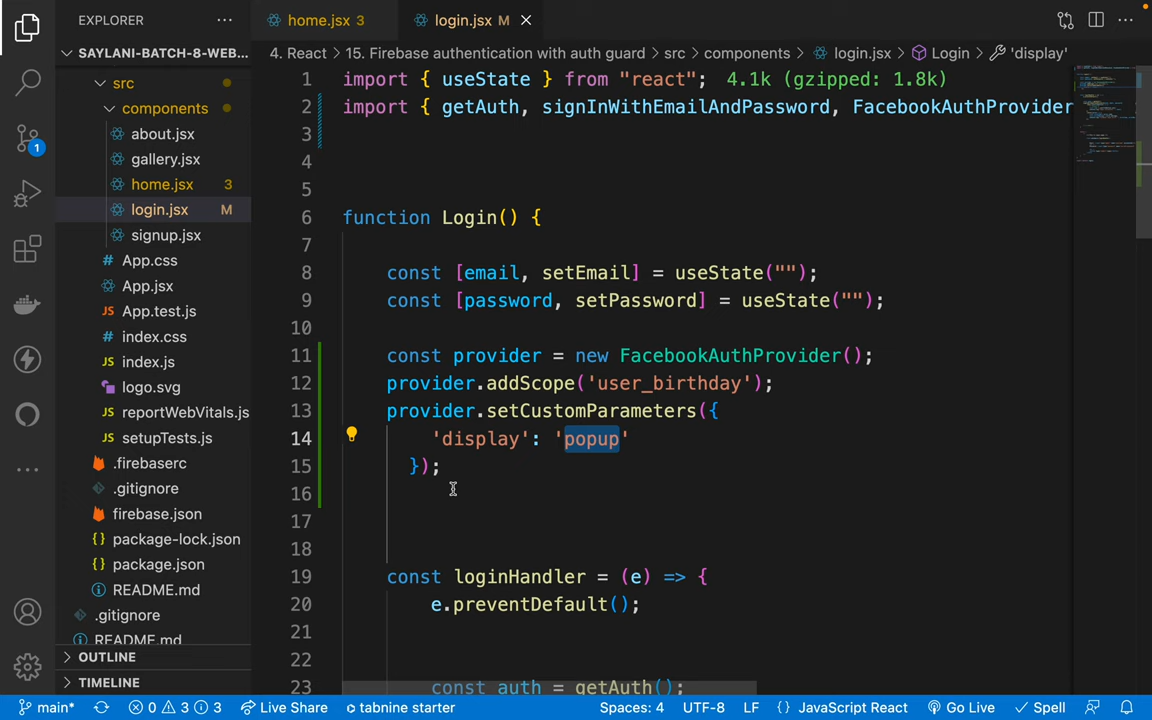 EXPLORER
SAYLANI-BATCH-8-WEB...
src
components
about.jsx
gallery.jsx
home.jsx 3
login.jsx M
signup.jsx
App.css
App.jsx
App.test.js
index.css
index.js
logo.svg
reportWebVitals.js
setupTests.js
.firebaserc
.gitignore
firebase.json
package-lock.json
package.json
README.md
.gitignore
README.md
OUTLINE
TIMELINE
1
home.jsx 3
login.jsx M
4. React > 15. Firebase authentication with auth guard > src > components > login.jsx > Login > 'display'
1 import { useState } from "react"; 4.1k (gzipped: 1.8k)
2 import { getAuth, signInWithEmailAndPassword, FacebookAuthProvider
3
4
5
6 function Login() {
7
8 const [email, setEmail] = useState("");
9 const [password, setPassword] = useState("");
10
11 const provider = new FacebookAuthProvider();
12 provider.addScope('user_birthday');
13 provider.setCustomParameters({
14 'display': 'popup'
15 });
16
17
18
19 const loginHandler = (e) => {
20 e.preventDefault();
21
22
23 const auth = getAuth();
main* 0 3 3 Live Share tabnine starter Spaces: 4 UTF-8 LF {} JavaScript React Go Live Spell